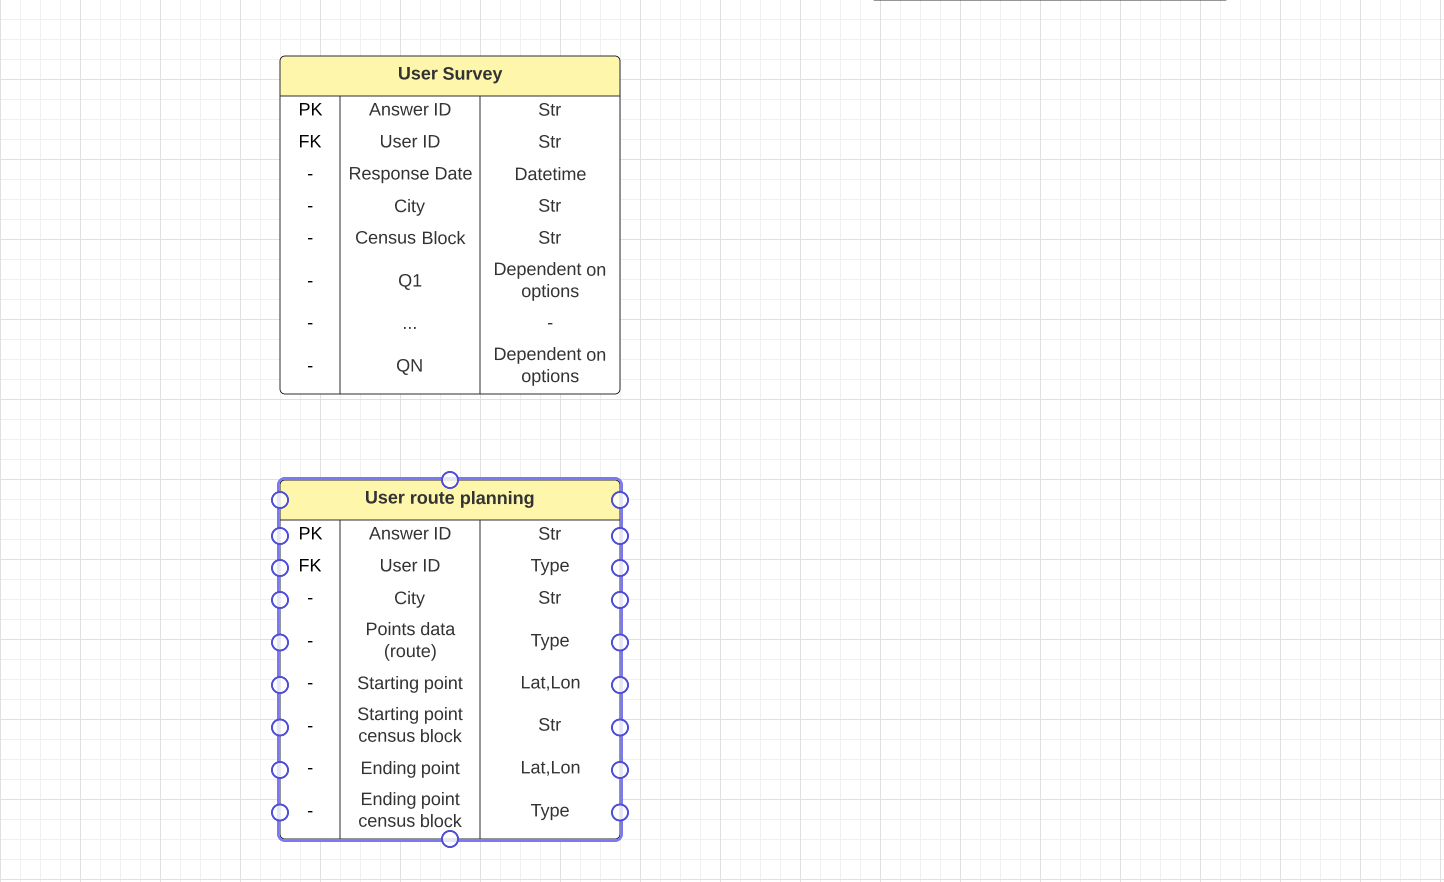 User Survey
PK Answer ID Str
FK User ID Str
- Response Date Datetime
- City Str
- Census Block Str
- Q1 Dependent on
options
- ... -
- QN Dependent on
options
User route planning
PK Answer ID Str
FK User ID Type
- City Str
- Points data
(route) Type
- Starting point Lat,Lon
- Starting point
census block Str
- Ending point Lat,Lon
- Ending point
census block Type